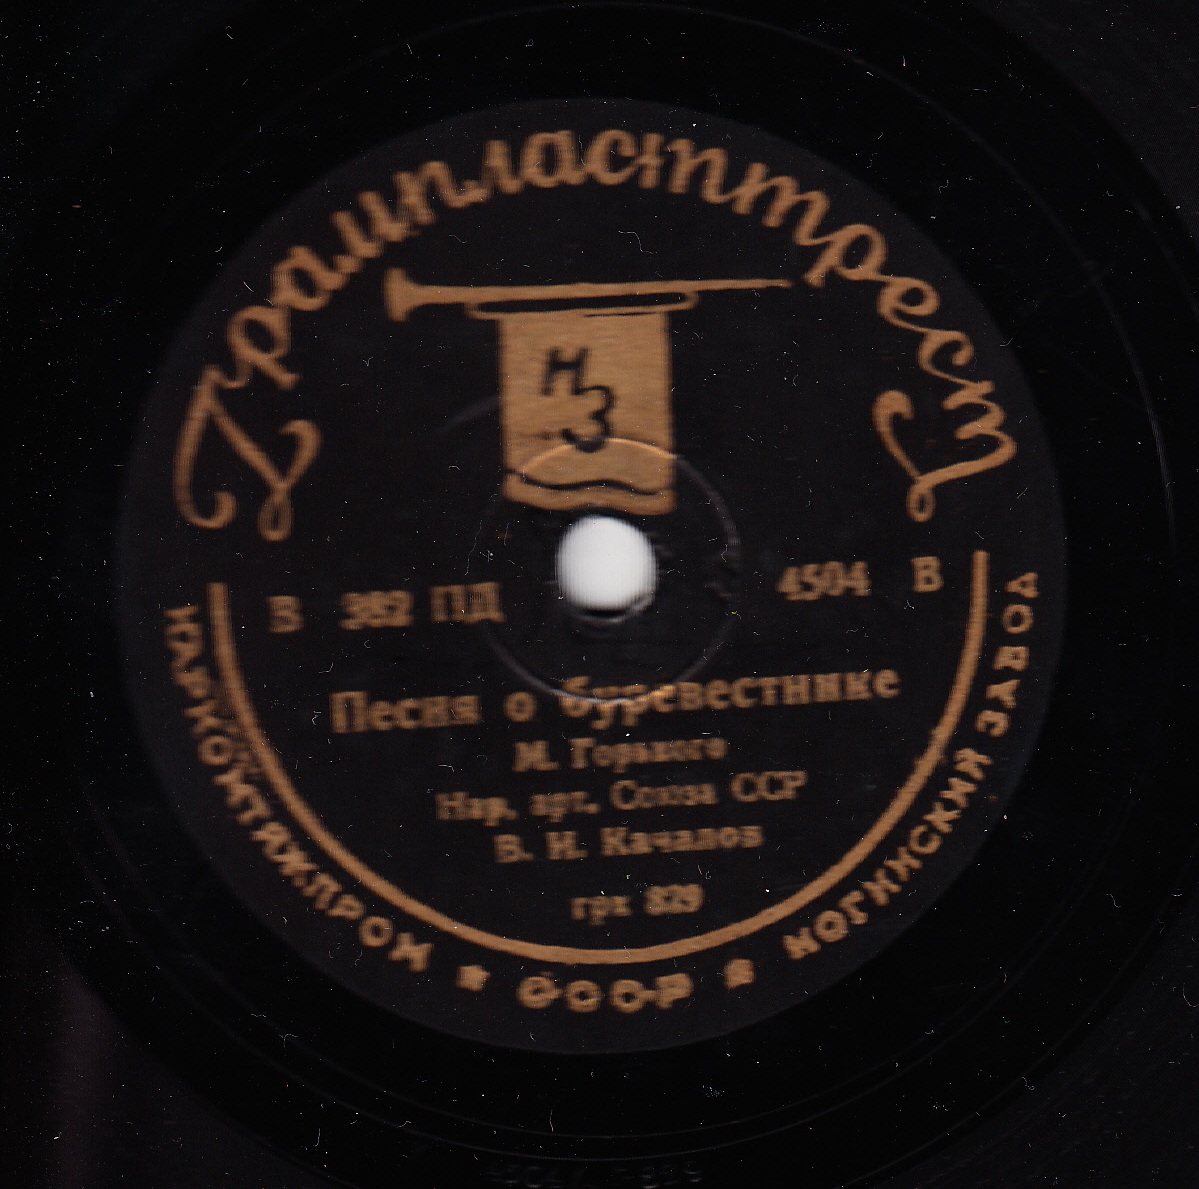 Грампласттрест
НЗ
В 382 ПД 4504 В
Песня о буревестнике
М. Горького
Нар. арт. Союза ССР
В. И. Качалов
грк 829
НАРКОМТЯЖПРОМ ★ СССР ★ НОГИНСКИЙ ЗАВОД